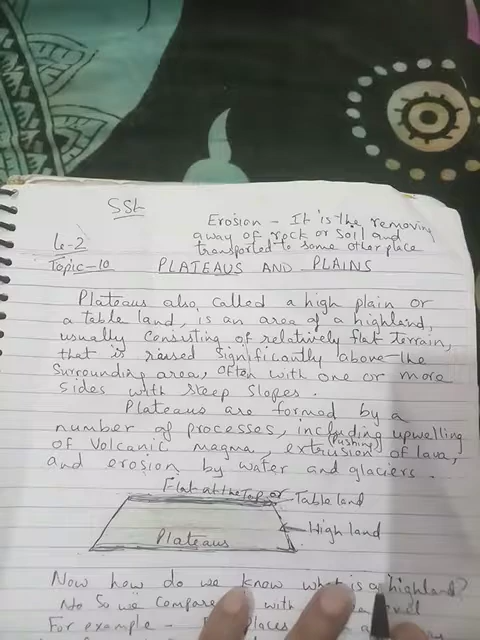 SSt
Erosion - It is the removing
away of rock or soil and
transported to some other place
L-2
Topic-10 PLATEAUS AND PLAINS
Plateaus also called a high plain or
a table land, is an area of a highland,
usually consisting of relatively flat terrain,
that is raised significantly above the
surrounding area, often with one or more
sides with steep slopes.
Plateaus are formed by a
number of processes, including upwelling
(Pushing)
of Volcanic magma, extrusion of lava,
and erosion by water and glaciers.
Flat at the Top or Table land
High land
Plateaus
Now how do we know what is a highland?
No so we compare with
For example - places